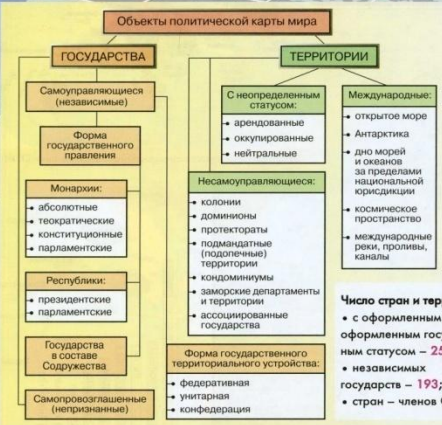 Объекты политической карты мира
ГОСУДАРСТВА
Самоуправляющиеся
(независимые)
Форма
государственного
правления
Монархии:
• абсолютные
• теократические
• конституционные
• парламентские
Республики:
• президентские
• парламентские
Государства
в составе
Содружества
Самопровозглашенные
(непризнанные)
Форма государственного
территориального устройства:
• федеративная
• унитарная
• конфедерация
ТЕРРИТОРИИ
С неопределенным
статусом:
• арендованные
• оккупированные
• нейтральные
Несамоуправляющиеся:
• колонии
• доминионы
• протектораты
• подмандатные
(подопечные)
территории
• кондоминиумы
• заморские департаменты
и территории
• ассоциированные
государства
Международные:
• открытое море
• Антарктика
• дно морей
и океанов
за пределами
национальной
юрисдикции
• космическое
пространство
• международные
реки, проливы,
каналы
Число стран и
• с оформленным
оформленным
ным статусом –
• независимых
государств – 193;
• стран – членов